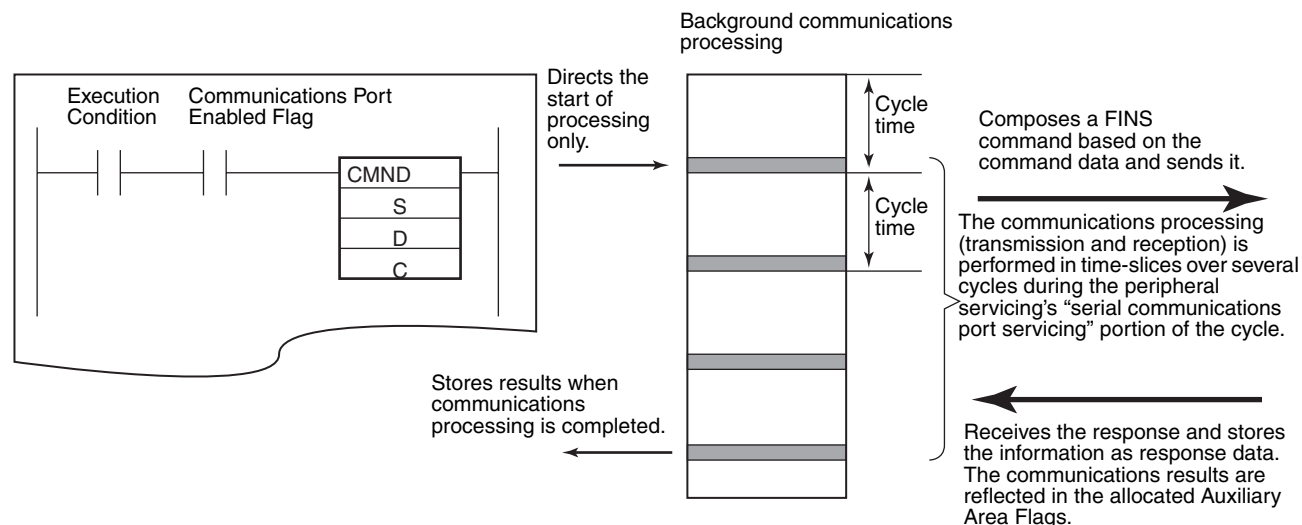 Background communications
processing
Execution
Condition
Communications Port
Enabled Flag
CMND
S
D
C
Directs the
start of
processing
only.
Cycle
time
Cycle
time
Composes a FINS
command based on the
command data and sends it.
The communications processing
(transmission and reception) is
performed in time-slices over several
cycles during the peripheral
servicing's “serial communications
port servicing” portion of the cycle.
Stores results when
communications
processing is completed.
Receives the response and stores
the information as response data.
The communications results are
reflected in the allocated Auxiliary
Area Flags.